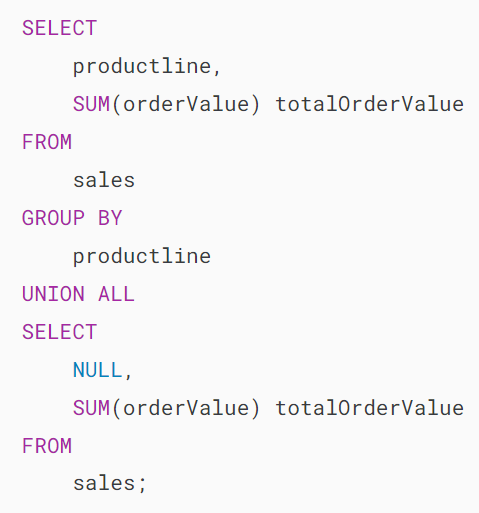 SELECT
    productline,
    SUM(orderValue) totalOrderValue
FROM
    sales
GROUP BY
    productline
UNION ALL
SELECT
    NULL,
    SUM(orderValue) totalOrderValue
FROM
    sales;